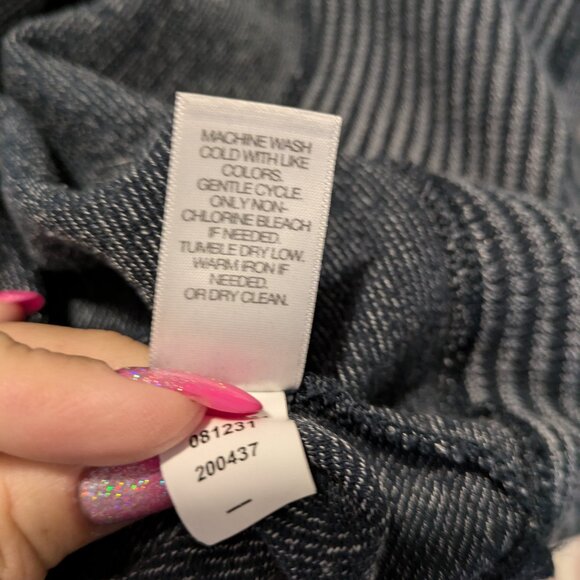 MACHINE WASH
COLD WITH LIKE
COLORS.
GENTLE CYCLE.
ONLY NON-
CHLORINE BLEACH
IF NEEDED.
TUMBLE DRY LOW.
WARM IRON IF
NEEDED.
OR DRY CLEAN.
081231
200437